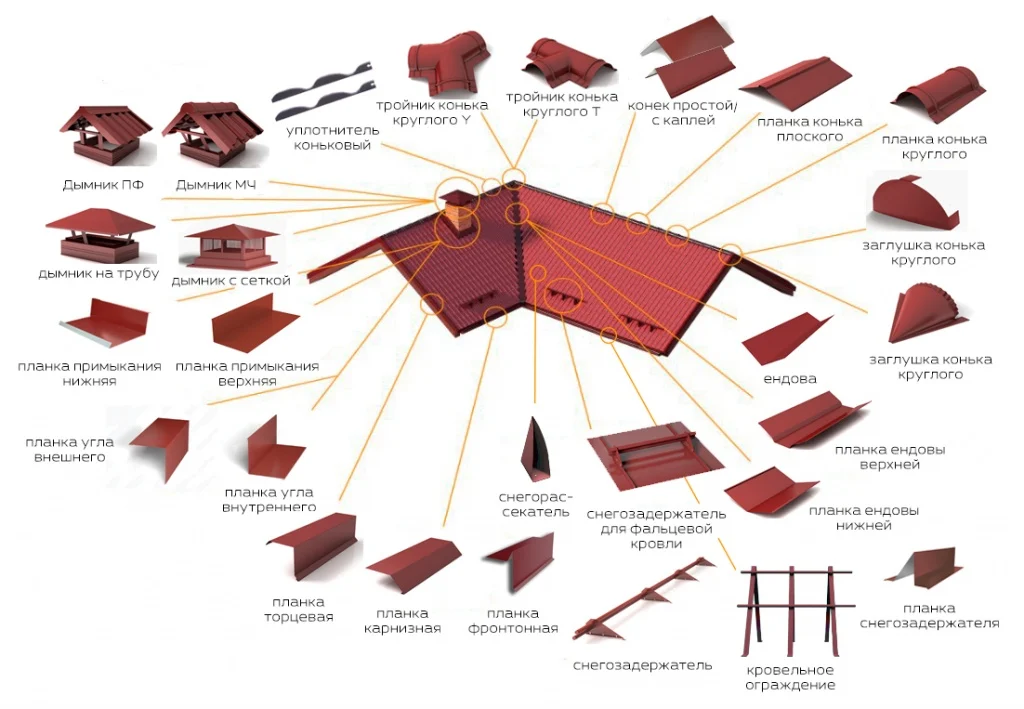 тройник конька
круглого Y
тройник конька
круглого Т
конек простой/
с каплей
планка конька
плоского
планка конька
круглого
уплотнитель
коньковый
Дымник ПФ
Дымник МЧ
дымник на трубу
дымник с сеткой
заглушка конька
круглого
планка примыкания
нижняя
планка примыкания
верхняя
ендова
заглушка конька
круглого
планка угла
внешнего
планка угла
внутреннего
снегорас-
секатель
снегозадержатель
для фальцевой
кровли
планка ендовы
верхней
планка ендовы
нижней
планка
торцевая
планка
карнизная
планка
фронтонная
снегозадержатель
кровельное
ограждение
планка
снегозадержателя